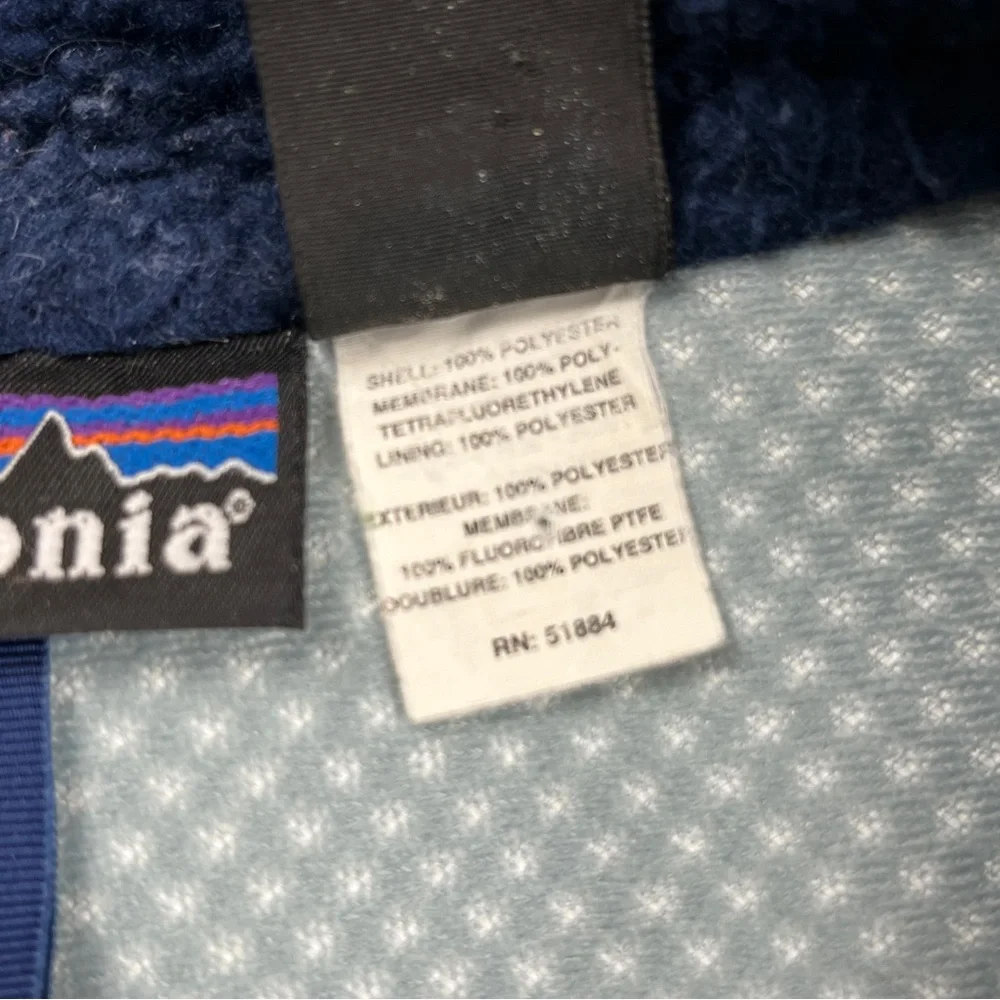 onia®
SHELL: 100% POLYESTER
MEMBRANE: 100% POLY-
TETRAFLUORETHYLENE
LINING: 100% POLYESTER
EXTERIEUR: 100% POLYESTER
MEMBRANE:
100% FLUOROFIBRE PTFE
DOUBLURE: 100% POLYESTER
RN: 51884